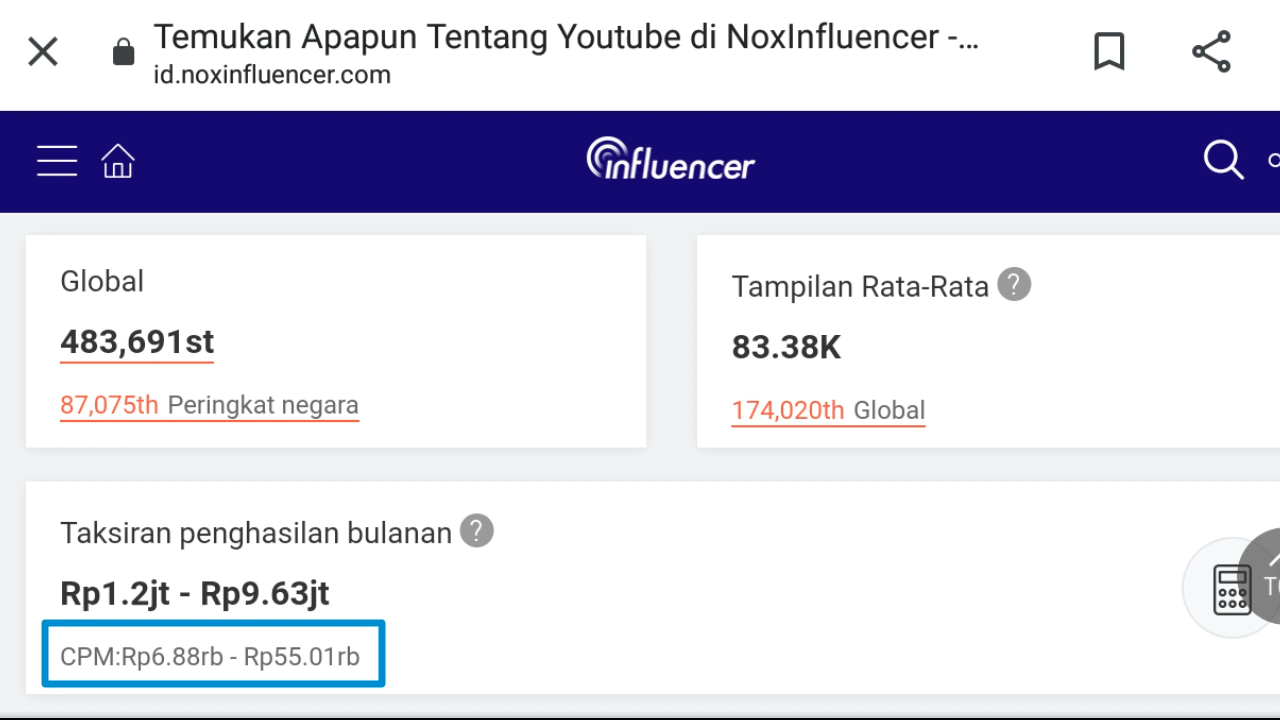 Temukan Apapun Tentang Youtube di NoxInfluencer -...
id.noxinfluencer.com
influencer
Global
483,691st
87,075th Peringkat negara
Tampilan Rata-Rata ?
83.38K
174,020th Global
Taksiran penghasilan bulanan ?
Rp1.2jt - Rp9.63jt
CPM:Rp6.88rb - Rp55.01rb